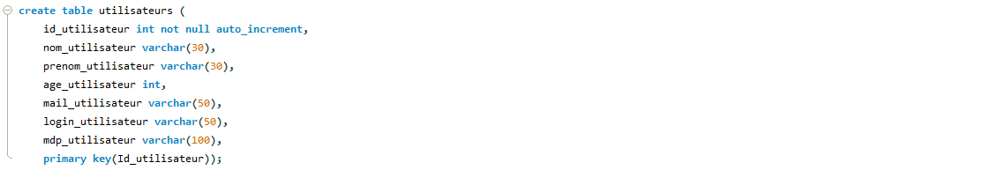 create table utilisateurs (
id_utilisateur int not null auto_increment,
nom_utilisateur varchar(30),
prenom_utilisateur varchar(30),
age_utilisateur int,
mail_utilisateur varchar(50),
login_utilisateur varchar(50),
mdp_utilisateur varchar(100),
primary key(Id_utilisateur));